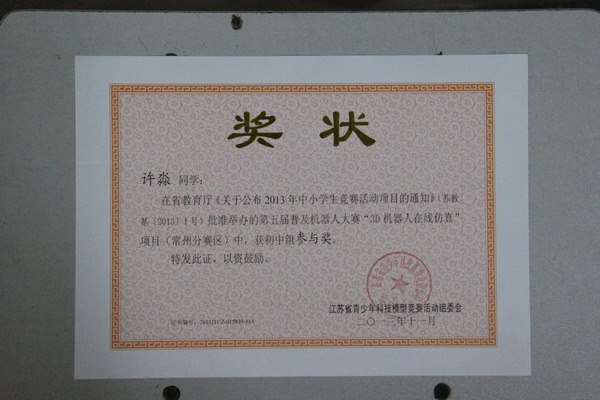 奖 状
许淼 同学：
在省教育厅《关于公布2013年中小学生竞赛活动项目的通知》（苏教
基〔2013〕1号）批准举办的第五届普及机器人大赛“3D机器人在线仿真”
项目（常州分赛区）中，获初中组参与奖。
特发此证，以资鼓励。
江苏省青少年科技模型竞赛活动组委会
二〇一三年十一月
证书编号：